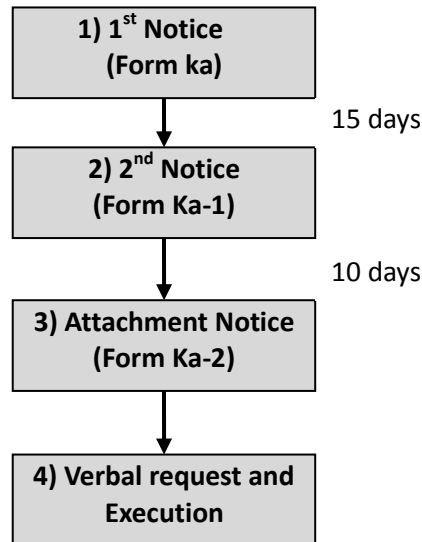 1) 1st Notice
(Form ka)
15 days
2) 2nd Notice
(Form Ka-1)
10 days
3) Attachment Notice
(Form Ka-2)
4) Verbal request and
Execution